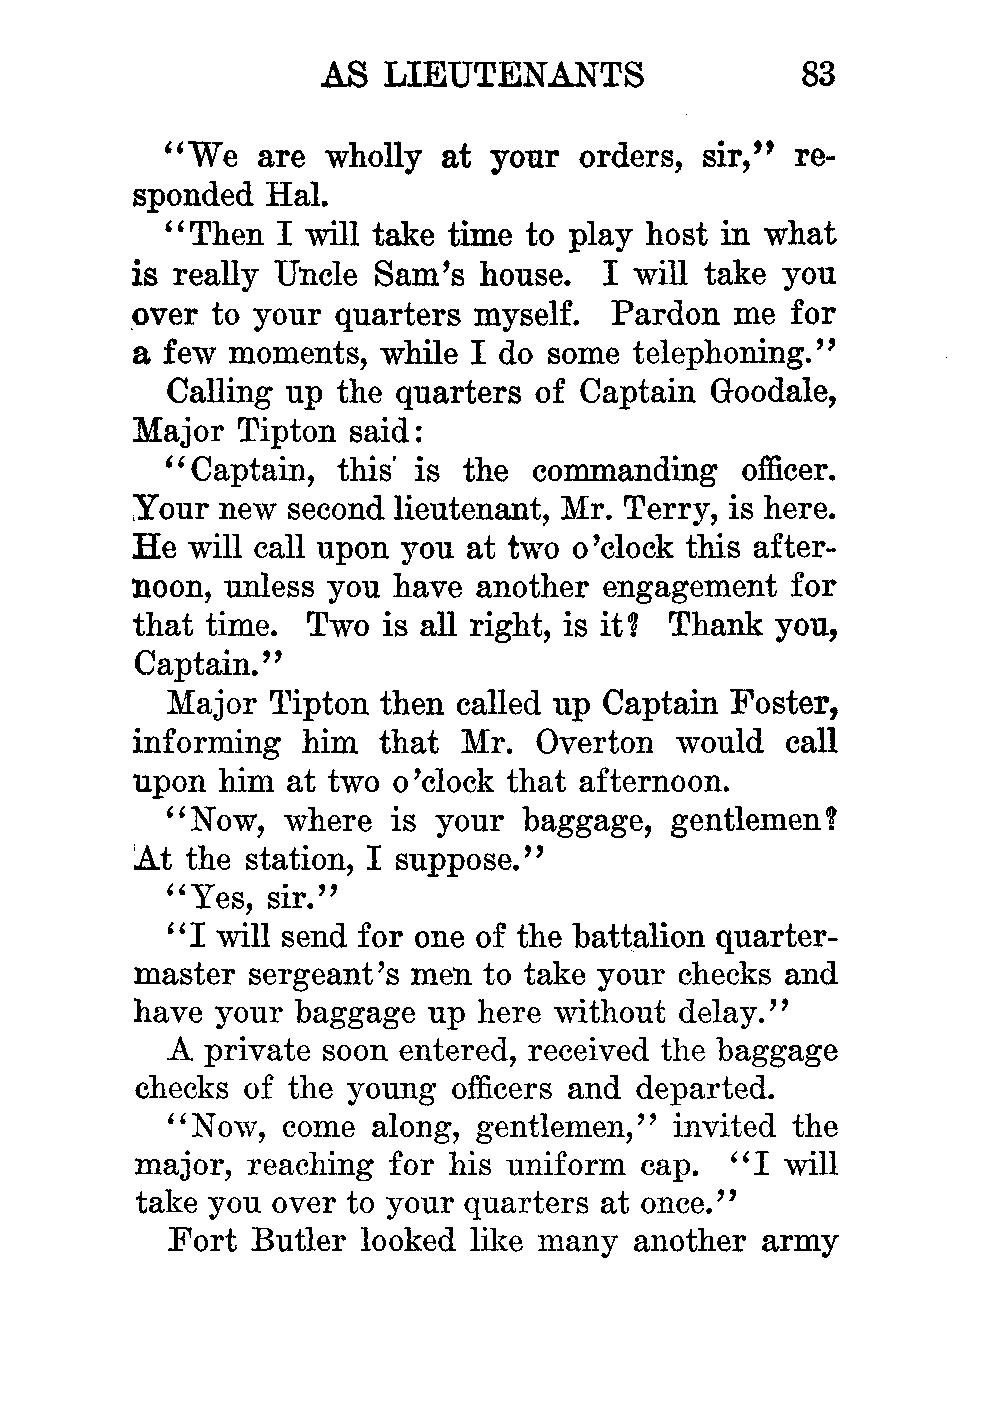 AS LIEUTENANTS 83
"We are wholly at your orders, sir," re-
sponded Hal.
"Then I will take time to play host in what
is really Uncle Sam's house. I will take you
over to your quarters myself. Pardon me for
a few moments, while I do some telephoning."
Calling up the quarters of Captain Goodale,
Major Tipton said:
"Captain, this is the commanding officer.
Your new second lieutenant, Mr. Terry, is here.
He will call upon you at two o'clock this after-
noon, unless you have another engagement for
that time. Two is all right, is it? Thank you,
Captain."
Major Tipton then called up Captain Foster,
informing him that Mr. Overton would call
upon him at two o'clock that afternoon.
"Now, where is your baggage, gentlemen?
At the station, I suppose."
"Yes, sir."
"I will send for one of the battalion quarter-
master sergeant's men to take your checks and
have your baggage up here without delay."
A private soon entered, received the baggage
checks of the young officers and departed.
"Now, come along, gentlemen," invited the
major, reaching for his uniform cap. "I will
take you over to your quarters at once."
Fort Butler looked like many another army